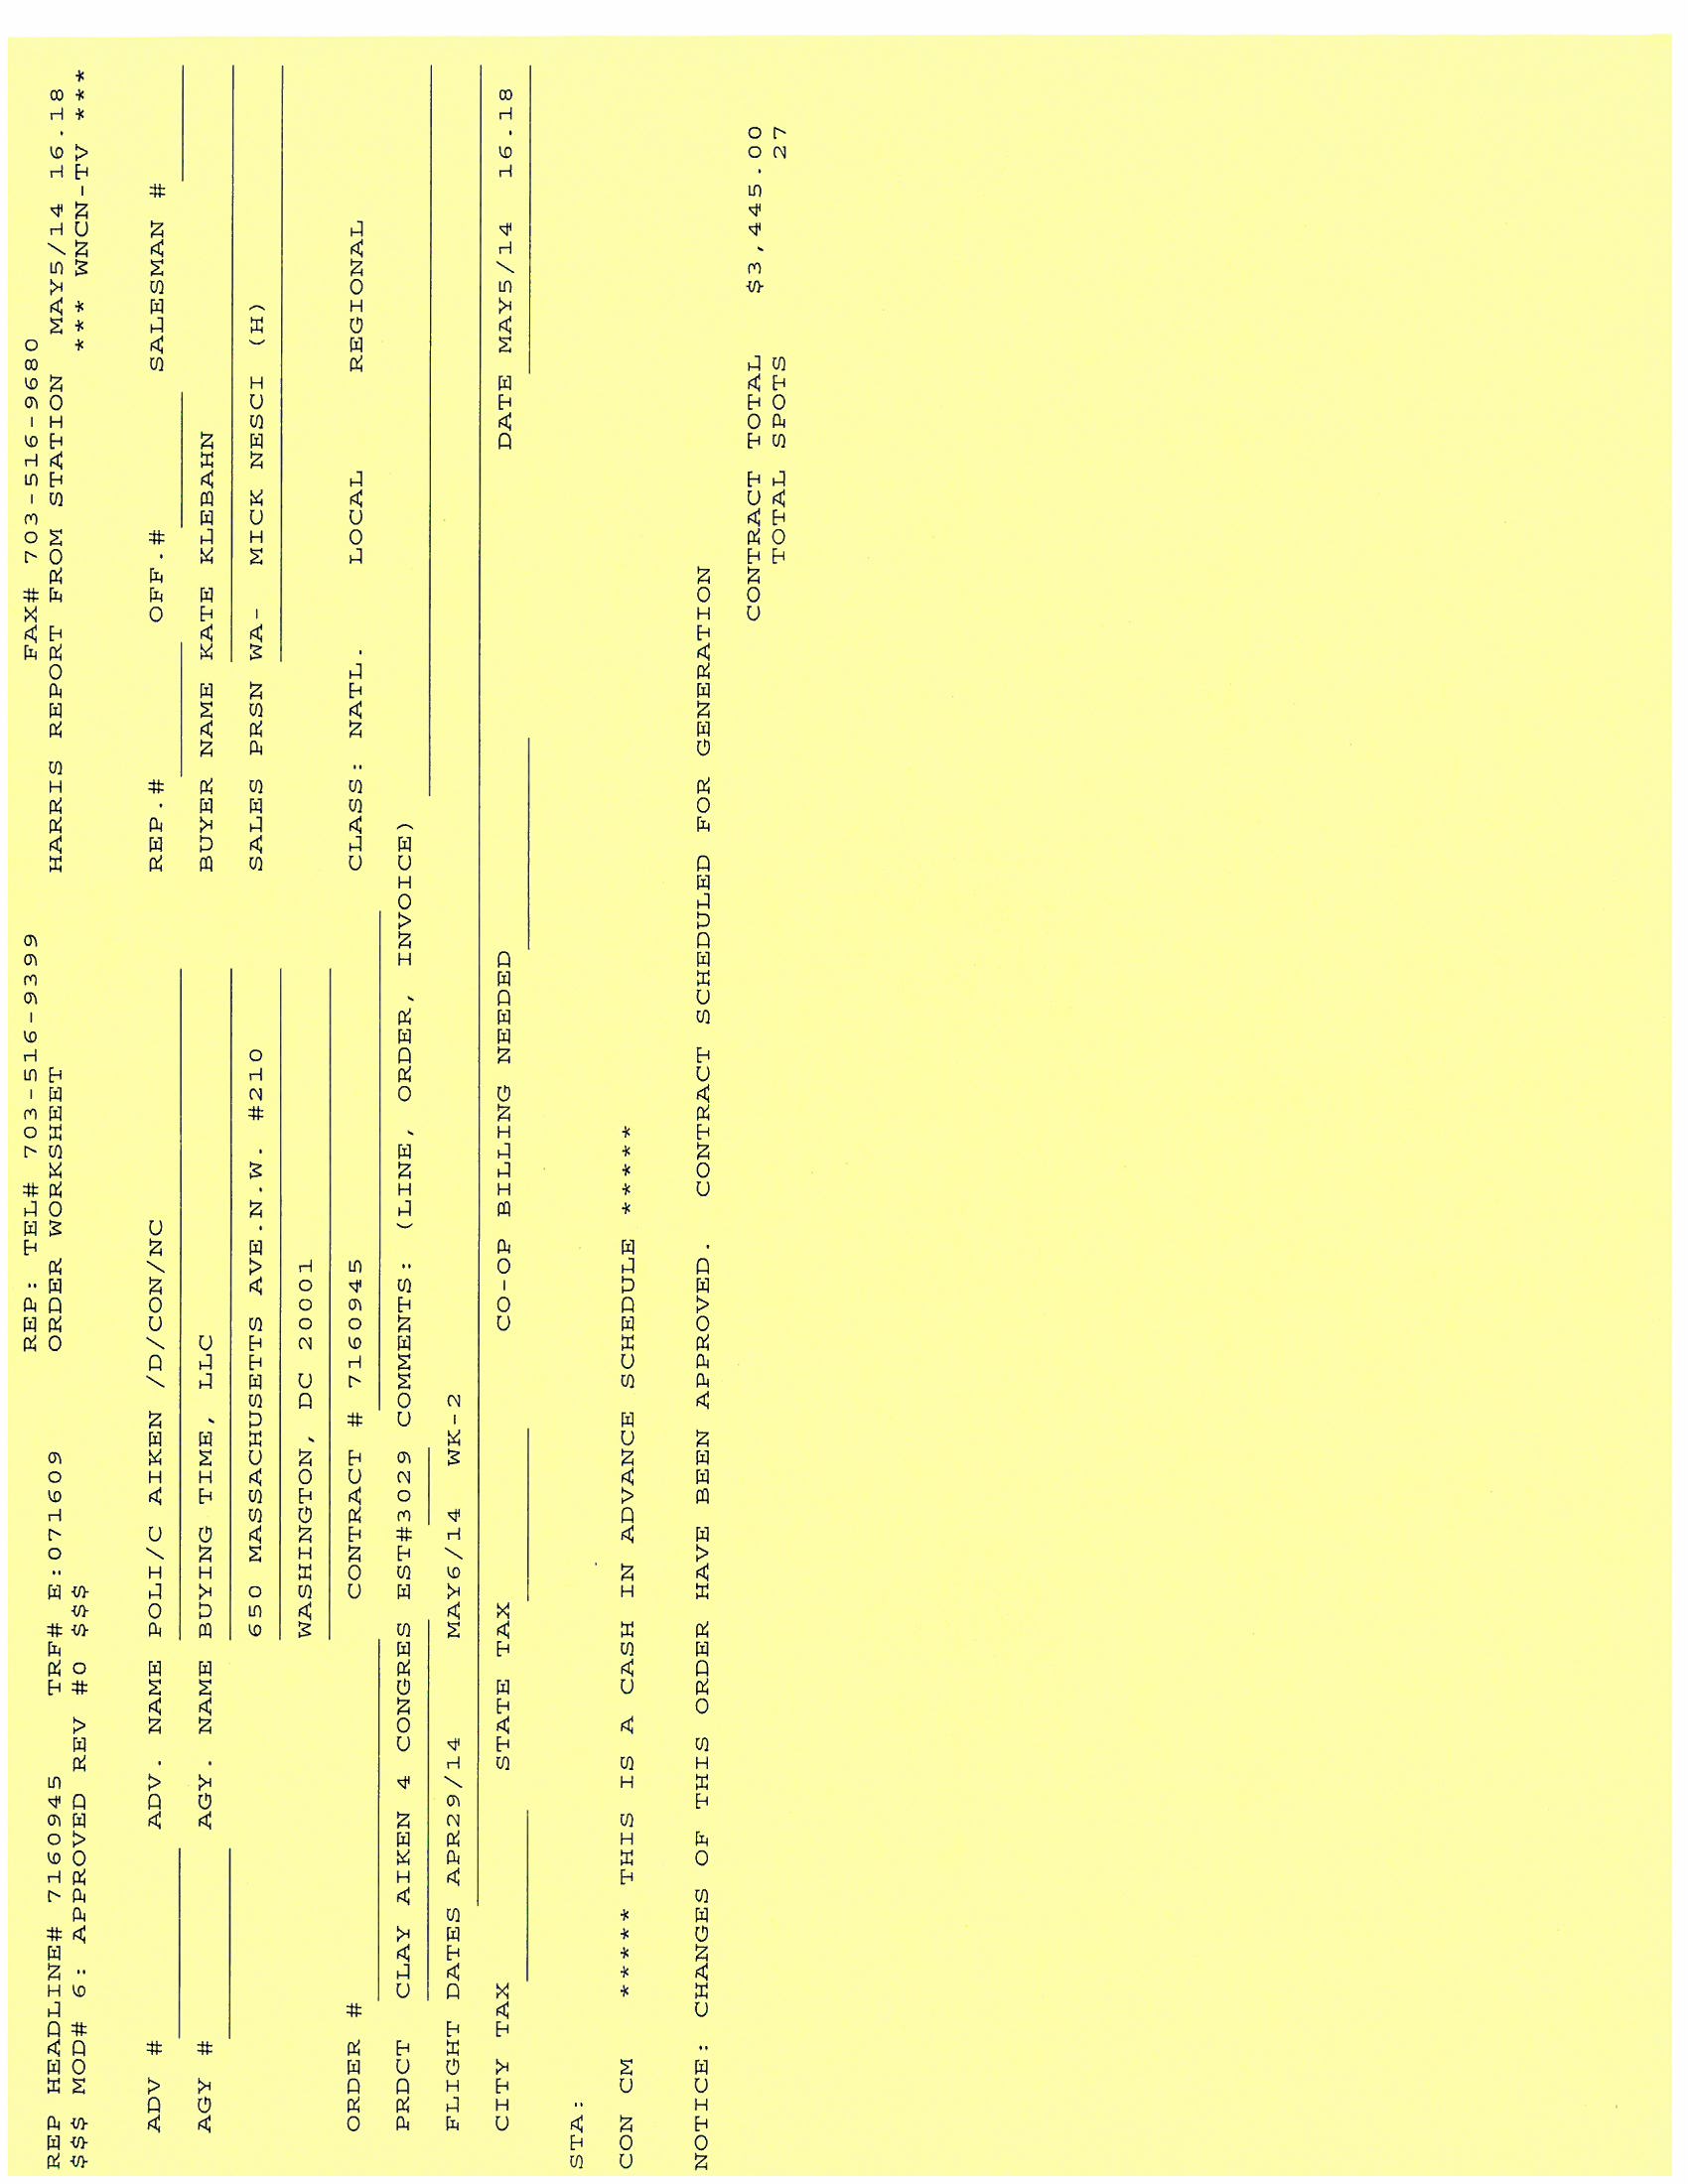 REP: TEL# 703-516-9399 FAX# 703-516-9680
REP HEADLINE# 7160945 TRF# E:071609 ORDER WORKSHEET HARRIS REPORT FROM STATION MAY5/14 16.18
$$$ MOD# 6: APPROVED REV #0 $$$ *** WNCN-TV ***
ADV # ADV. NAME POLI/C AIKEN /D/CON/NC REP.# OFF.# SALESMAN #
AGY # AGY. NAME BUYING TIME, LLC BUYER NAME KATE KLEBAHN
650 MASSACHUSETTS AVE.N.W. #210 SALES PRSN WA- MICK NESCI (H)
WASHINGTON, DC 20001
ORDER # CONTRACT # 7160945 CLASS: NATL. LOCAL REGIONAL
PRDCT CLAY AIKEN 4 CONGRES EST#3029 COMMENTS: (LINE, ORDER, INVOICE)
FLIGHT DATES APR29/14 MAY6/14 WK-2
CITY TAX STATE TAX CO-OP BILLING NEEDED DATE MAY5/14 16.18
STA:
CON CM ***** THIS IS A CASH IN ADVANCE SCHEDULE *****
NOTICE: CHANGES OF THIS ORDER HAVE BEEN APPROVED. CONTRACT SCHEDULED FOR GENERATION
CONTRACT TOTAL $3,445.00
TOTAL SPOTS 27